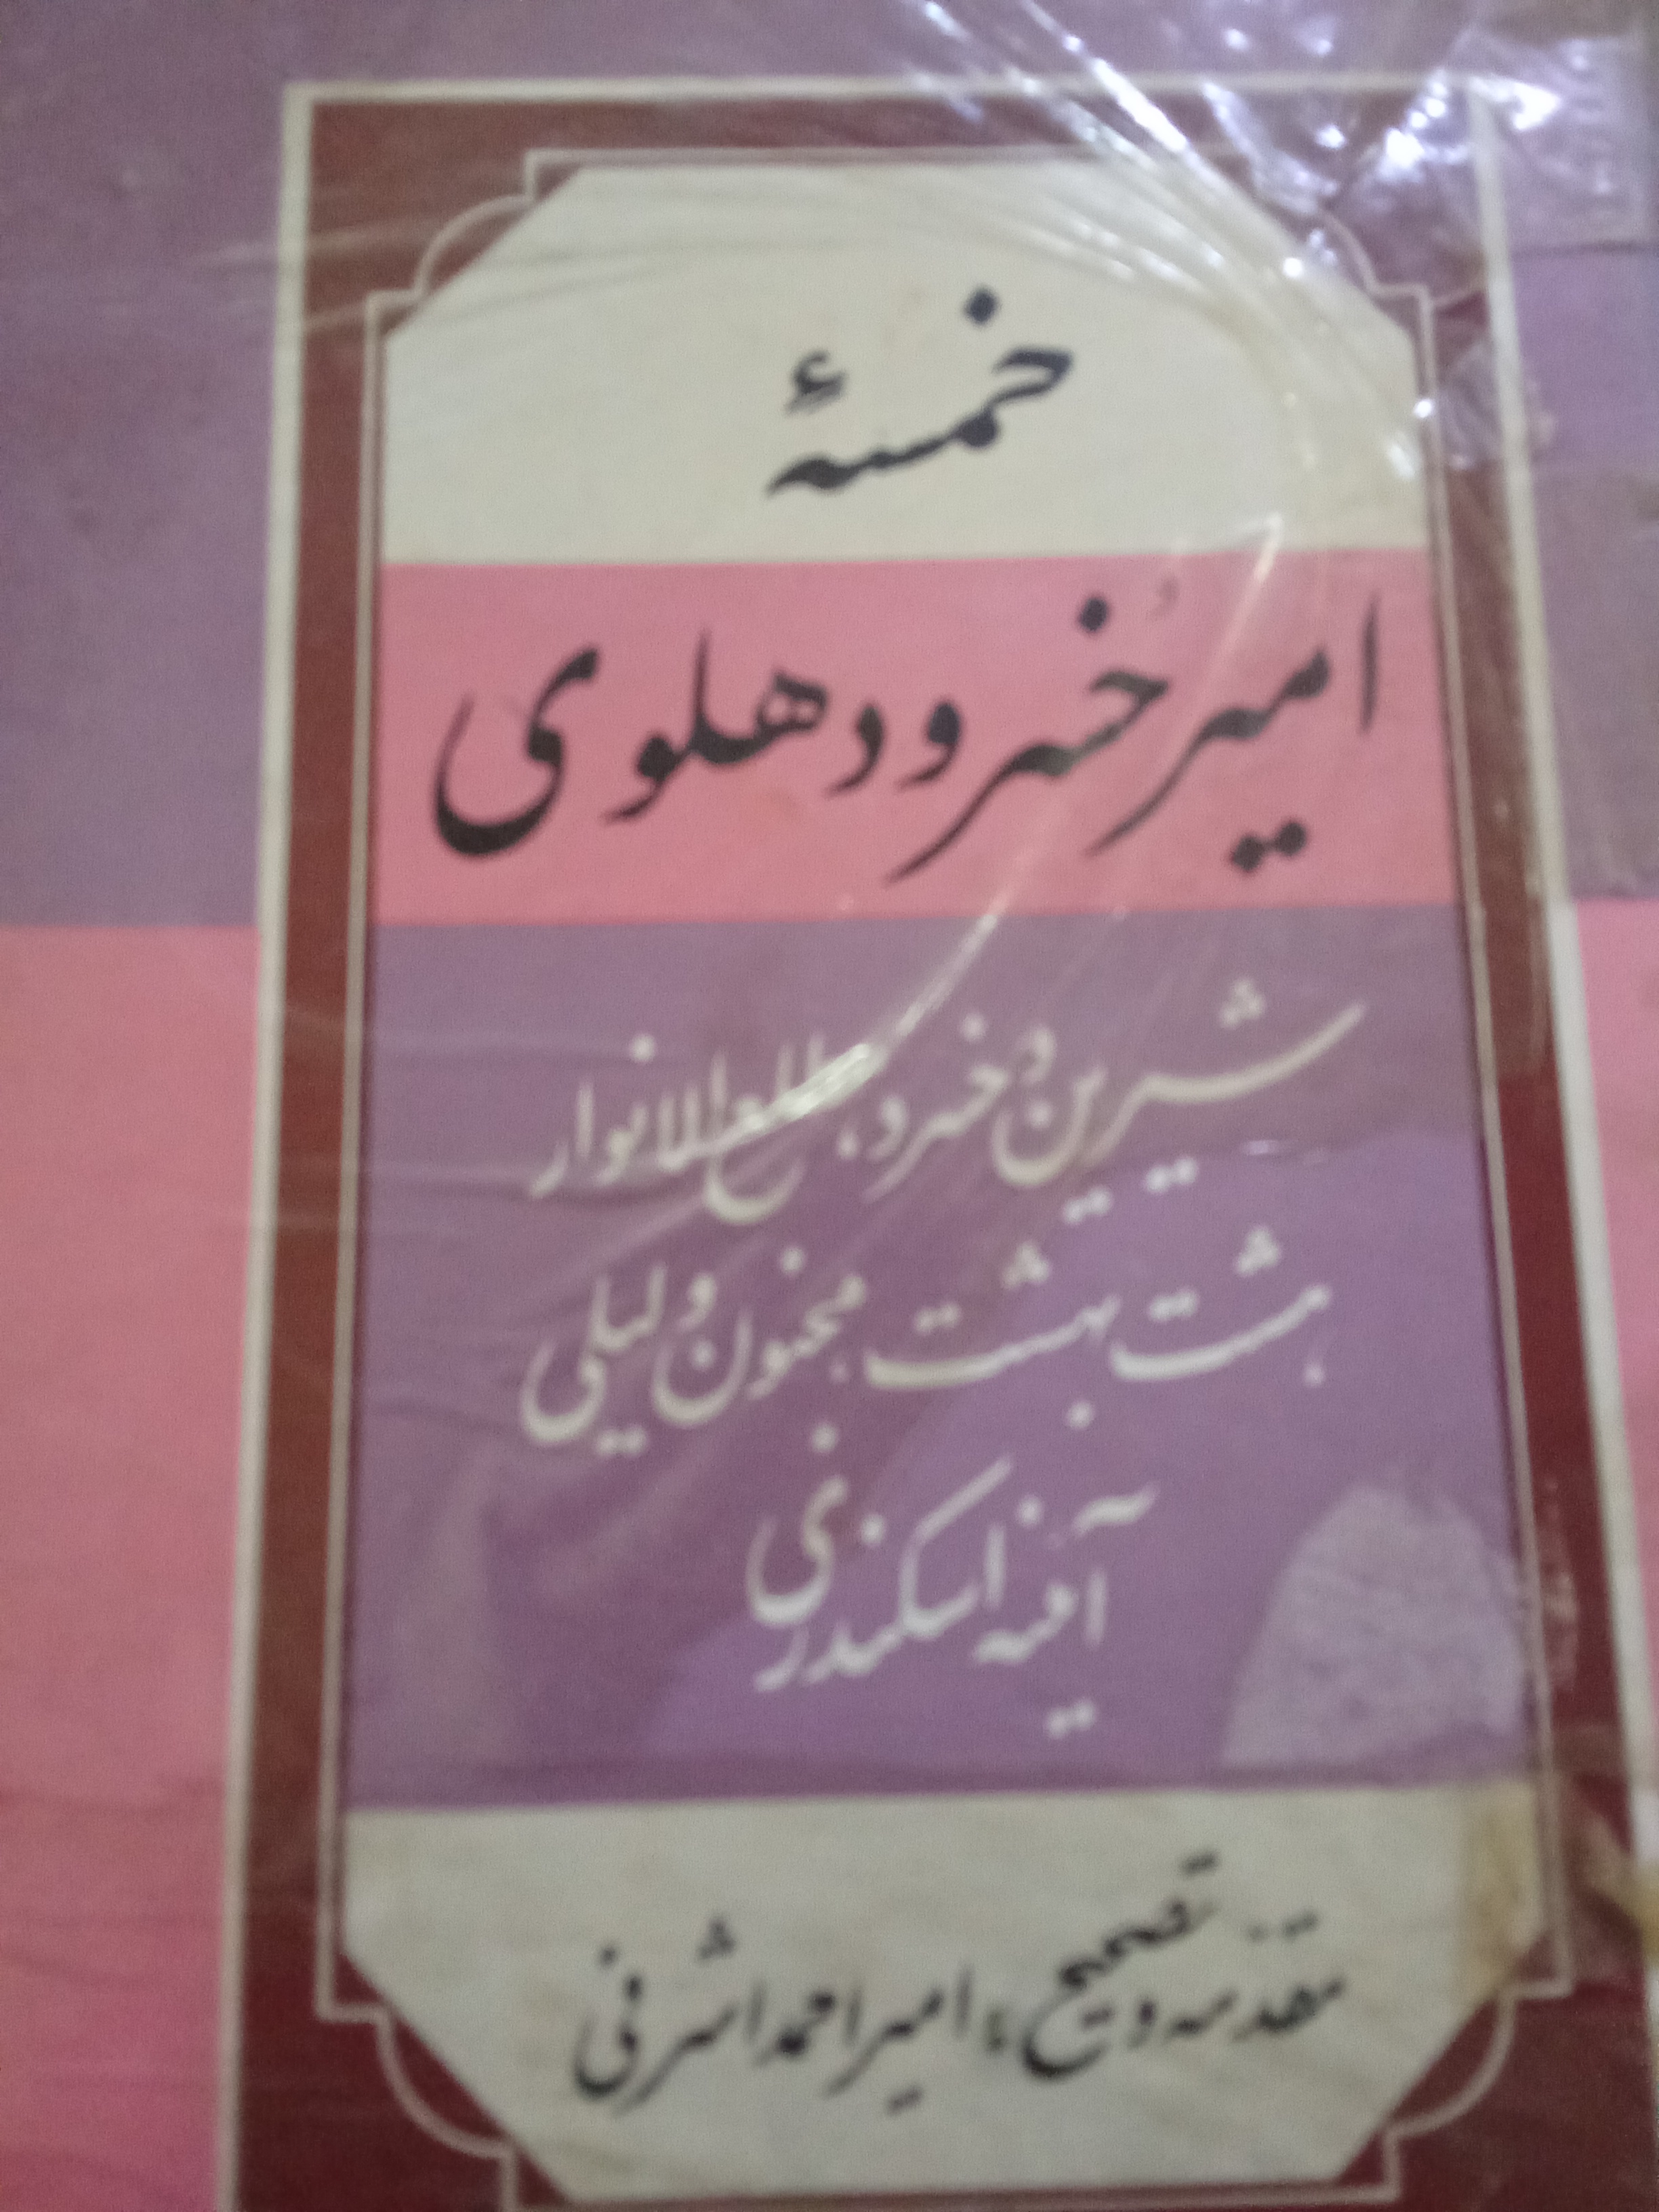 خمسهٔ
امیر خسرو دهلوی
شیرین و خسرو، مطلع‌الانوار
هشت بهشت، مجنون و لیلی
آئینه اسکندری
مقدمه و تصحیح: امیر احمد اشرفی